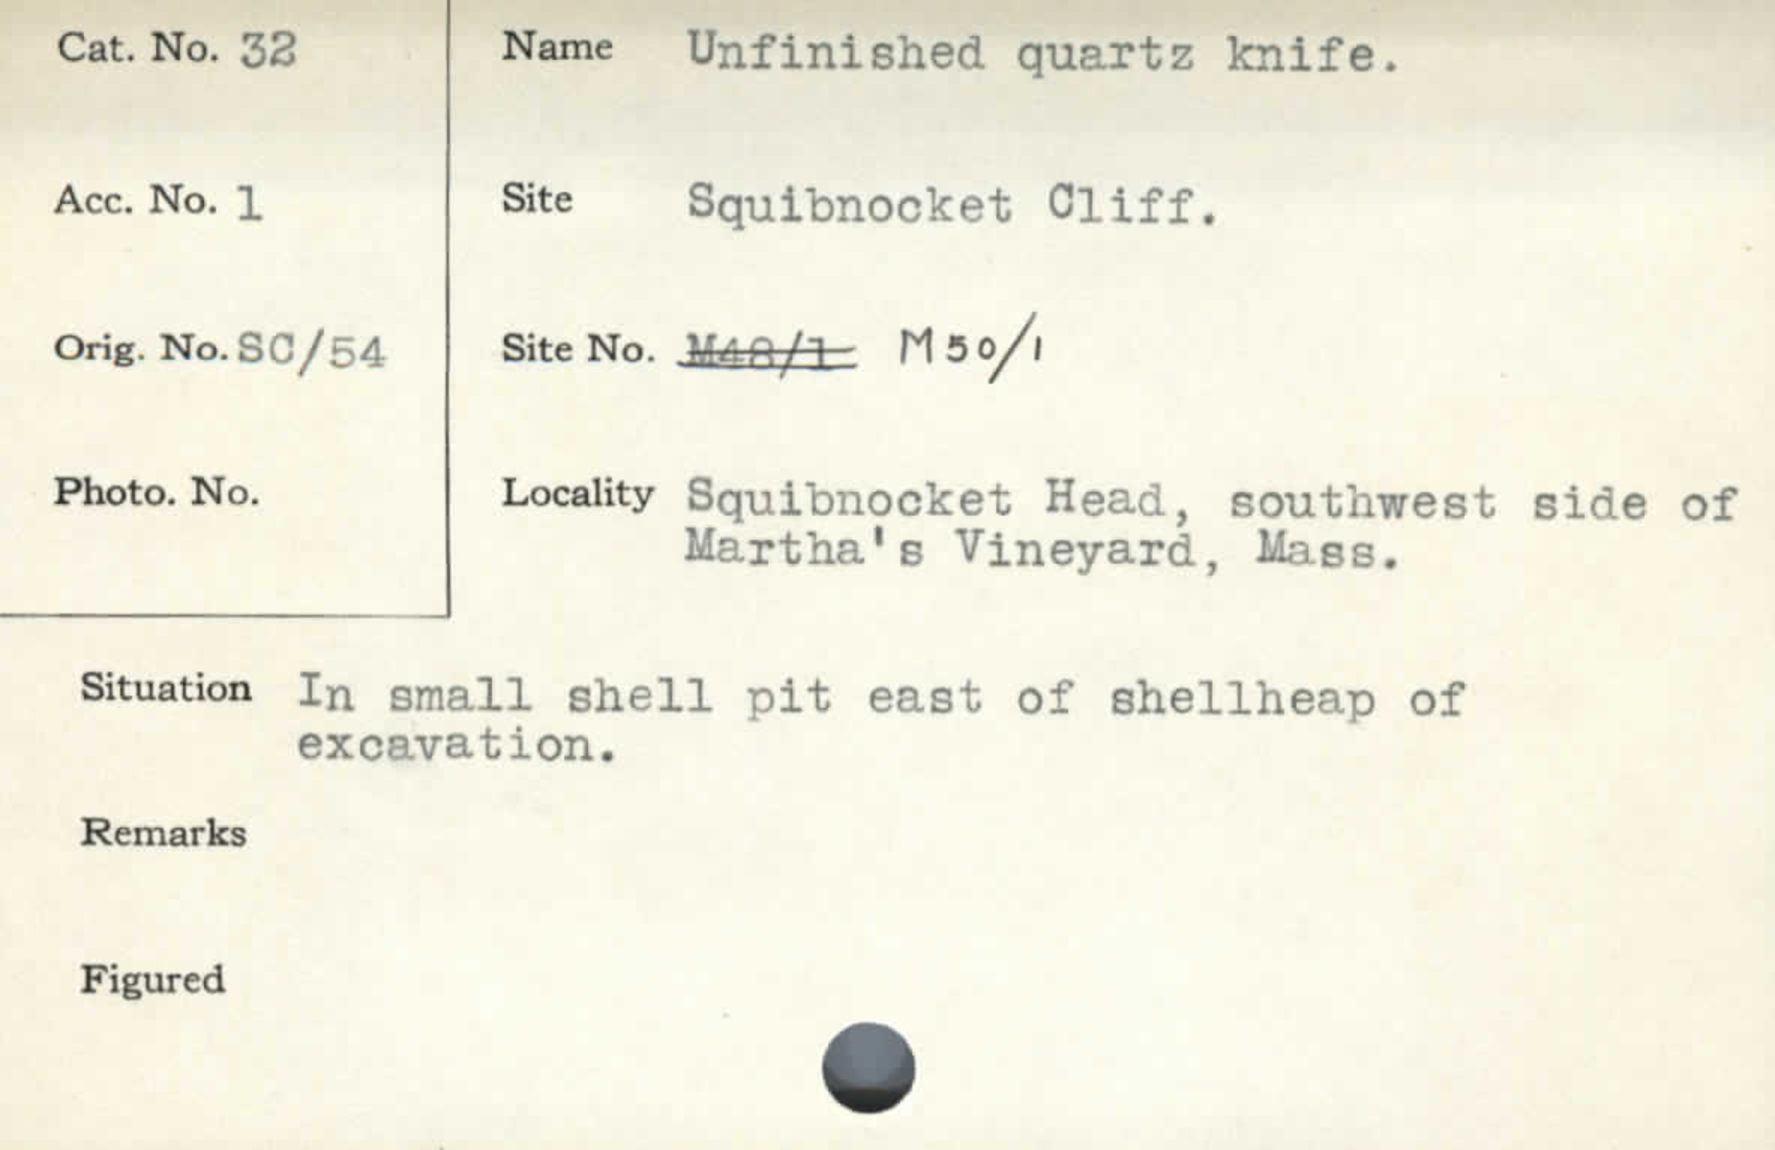 Cat. No. 32
Name Unfinished quartz knife.
Acc. No. 1
Site Squibnocket Cliff.
Orig. No. SC/54
Site No. M48/1 M50/1
Photo. No.
Locality Squibnocket Head, southwest side of
Martha's Vineyard, Mass.
Situation In small shell pit east of shellheap of
excavation.
Remarks
Figured